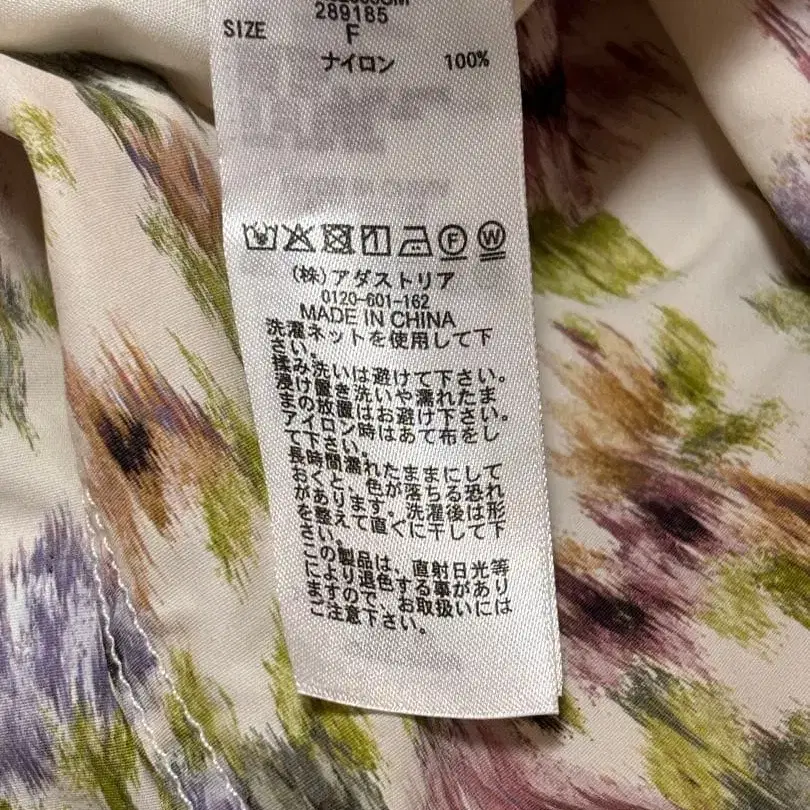 289185
SIZE F
ナイロン 100%
F W
(株)アダストリア
0120-601-162
MADE IN CHINA
洗濯ネットを使用して下
さい。
揉み洗いは避けて下さい。
浸け置き洗いや濡れたま
まの放置はお避け下さい。
アイロン時はあて布をし
て下さい。
長時間濡れたままにして
おくと、色が落ちる恐れ
があります。洗濯後は形
を整えて直ぐに干して下
さい。
この製品は、直射日光等
により退色する事があり
ますので、お取扱いには
ご注意下さい。